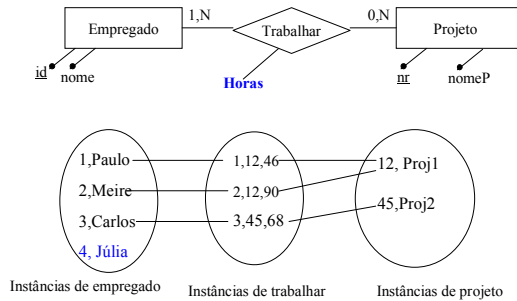 Empregado
1,N
Trabalhar
0,N
Projeto
id
nome
Horas
nr
nomeP
1,Paulo
1,12,46
12, Proj1
2,Meire
2,12,90
3,Carlos
3,45,68
45,Proj2
4, Júlia
Instâncias de empregado
Instâncias de trabalhar
Instâncias de projeto